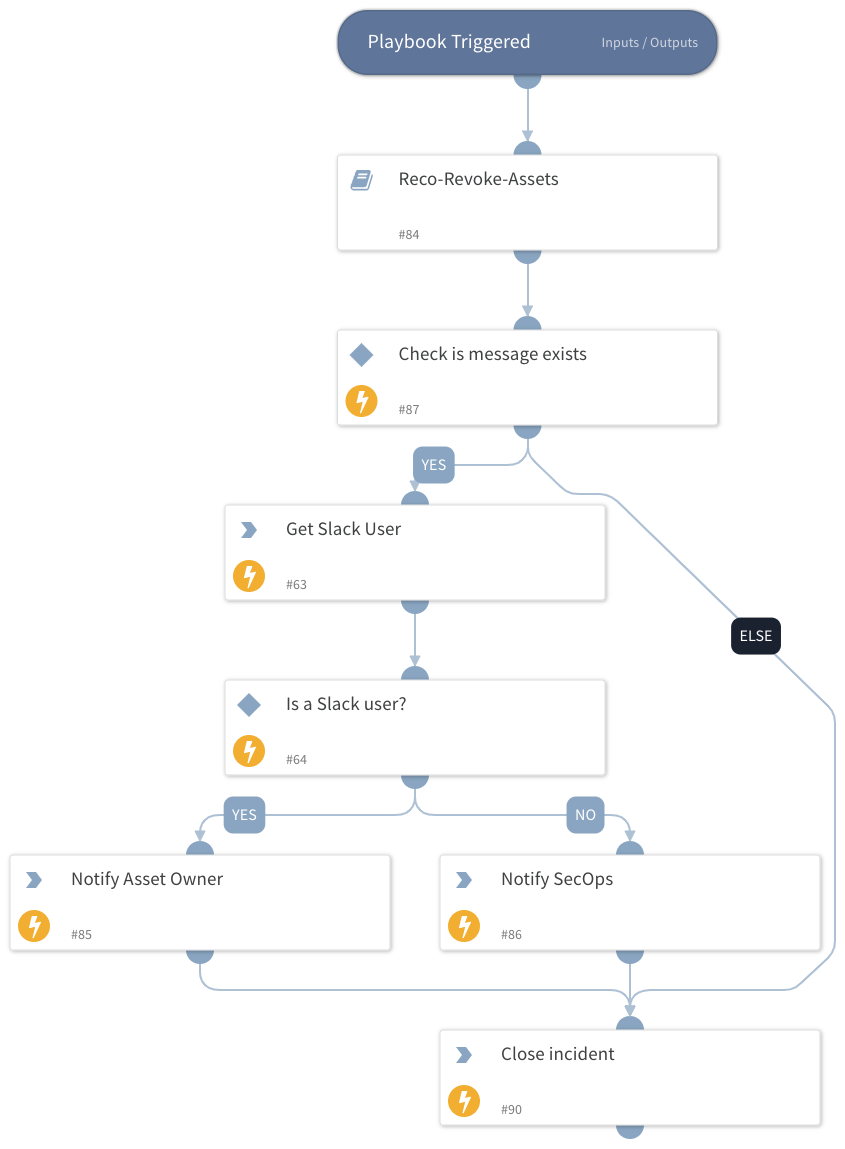 Playbook Triggered
Inputs / Outputs
Reco-Revoke-Assets
#84
Check is message exists
#87
YES
Get Slack User
#63
ELSE
Is a Slack user?
#64
YES
NO
Notify Asset Owner
#85
Notify SecOps
#86
Close incident
#90